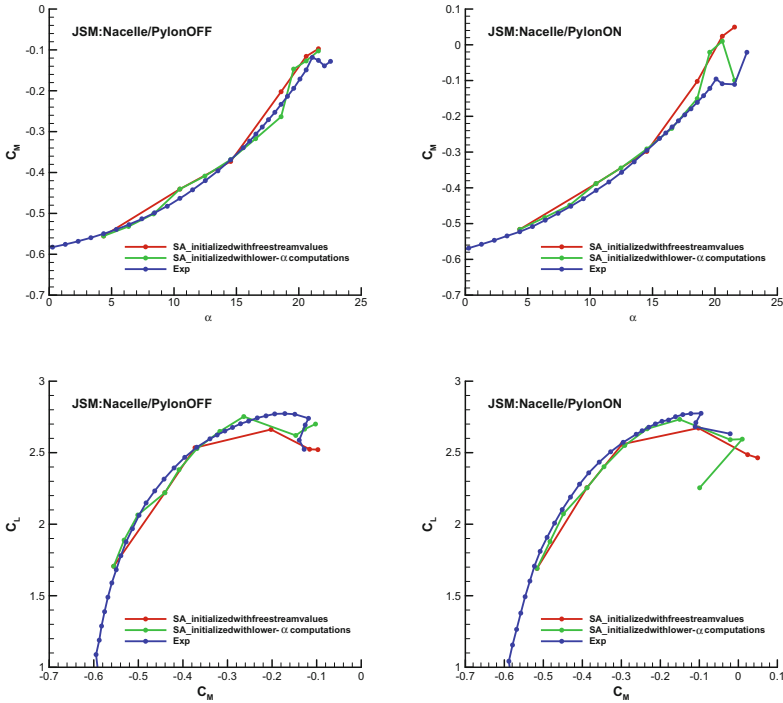 JSM:Nacelle/PylonOFF
0
-0.1
-0.2
-0.3
-0.4
-0.5
-0.6
-0.7
C_M
SA_initializedwithfreestreamvalues
SA_initializedwithlower- α computations
Exp
0 5 10 15 20 25
α
JSM:Nacelle/PylonON
0.1
0
-0.1
-0.2
-0.3
-0.4
-0.5
-0.6
-0.7
C_M
SA_initializedwithfreestreamvalues
SA_initializedwithlower- α computations
Exp
0 5 10 15 20 25
α
JSM:Nacelle/PylonOFF
3
2.5
2
1.5
1
C_L
SA_initializedwithfreestreamvalues
SA_initializedwithlower- α computations
Exp
-0.7 -0.6 -0.5 -0.4 -0.3 -0.2 -0.1 0
C_M
JSM:Nacelle/PylonON
3
2.5
2
1.5
1
C_L
SA_initializedwithfreestreamvalues
SA_initializedwithlower- α computations
Exp
-0.7 -0.6 -0.5 -0.4 -0.3 -0.2 -0.1 0 0.1
C_M